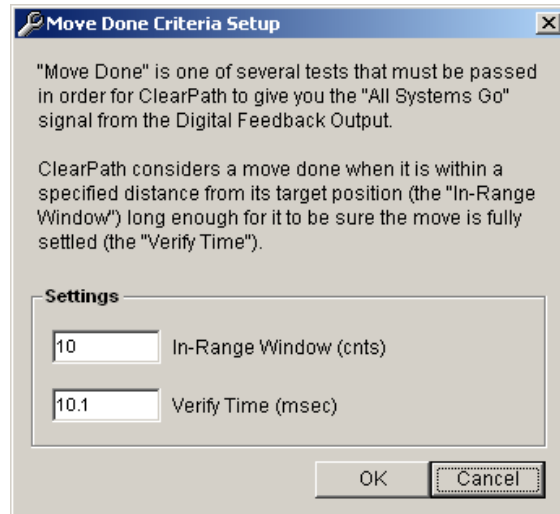 Move Done Criteria Setup
"Move Done" is one of several tests that must be passed
in order for ClearPath to give you the "All Systems Go"
signal from the Digital Feedback Output.
ClearPath considers a move done when it is within a
specified distance from its target position (the "In-Range
Window") long enough for it to be sure the move is fully
settled (the "Verify Time").
Settings
10 In-Range Window (cnts)
10.1 Verify Time (msec)
OK Cancel